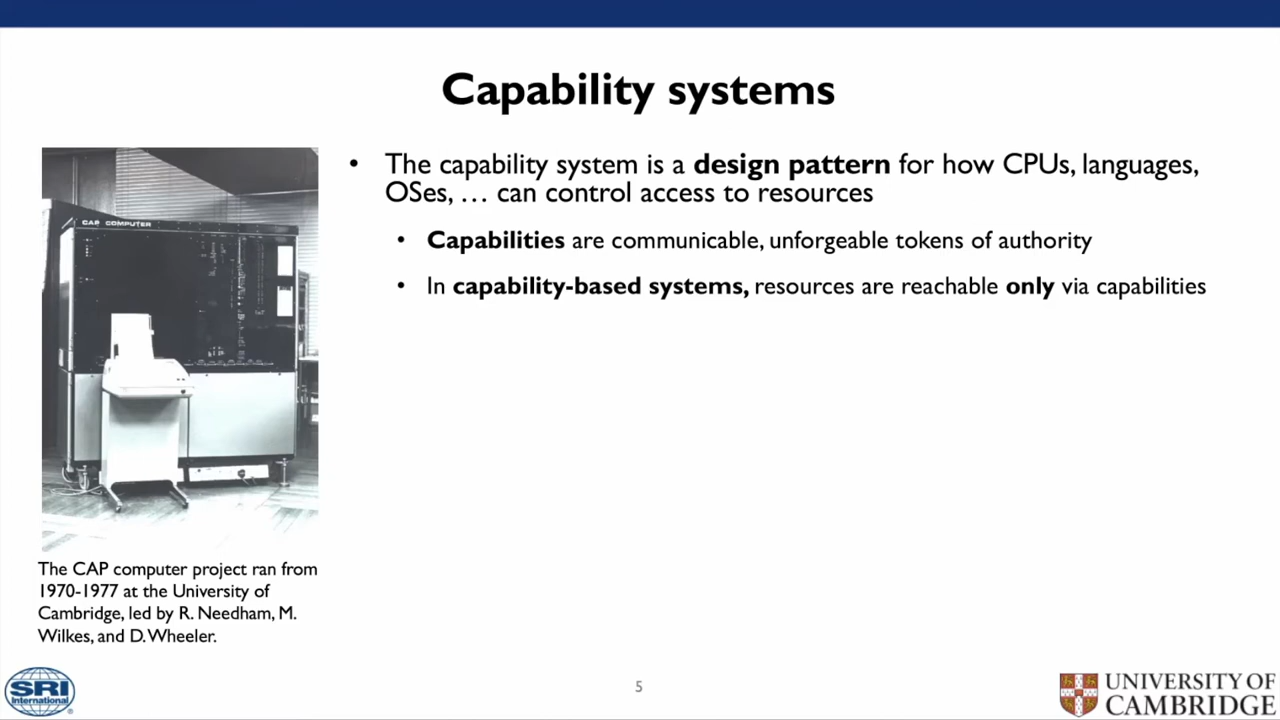 Capability systems
• The capability system is a design pattern for how CPUs, languages,
OSes, … can control access to resources
• Capabilities are communicable, unforgeable tokens of authority
• In capability-based systems, resources are reachable only via capabilities
CAP COMPUTER
The CAP computer project ran from
1970-1977 at the University of
Cambridge, led by R. Needham, M.
Wilkes, and D. Wheeler.
SRI
International
®
5
UNIVERSITY OF
CAMBRIDGE